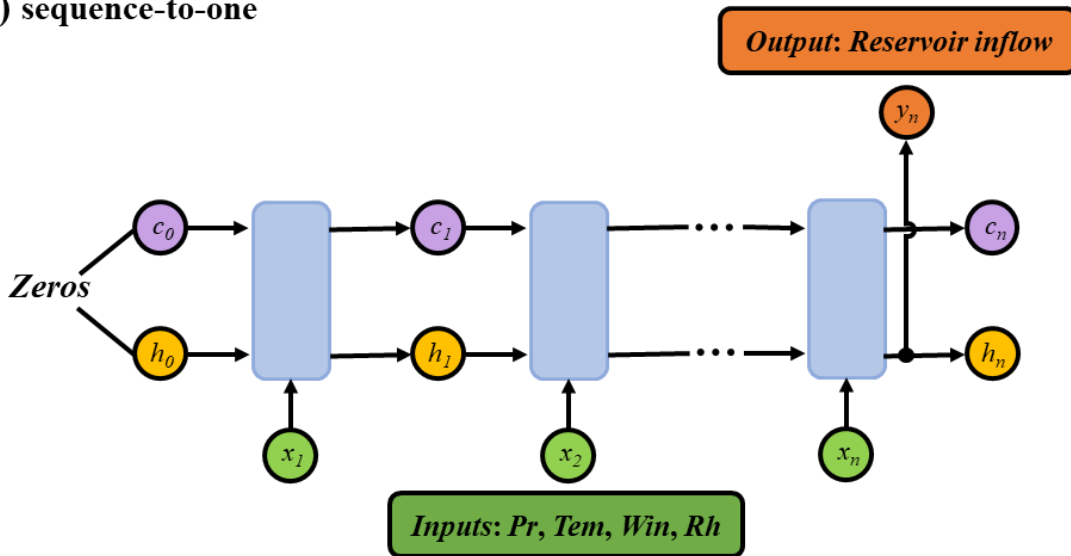 ) sequence-to-one
Output: Reservoir inflow
yₙ
c₀ c₁ ... cₙ
Zeros
h₀ h₁ ... hₙ
x₁ x₂ xₙ
Inputs: Pr, Tem, Win, Rh